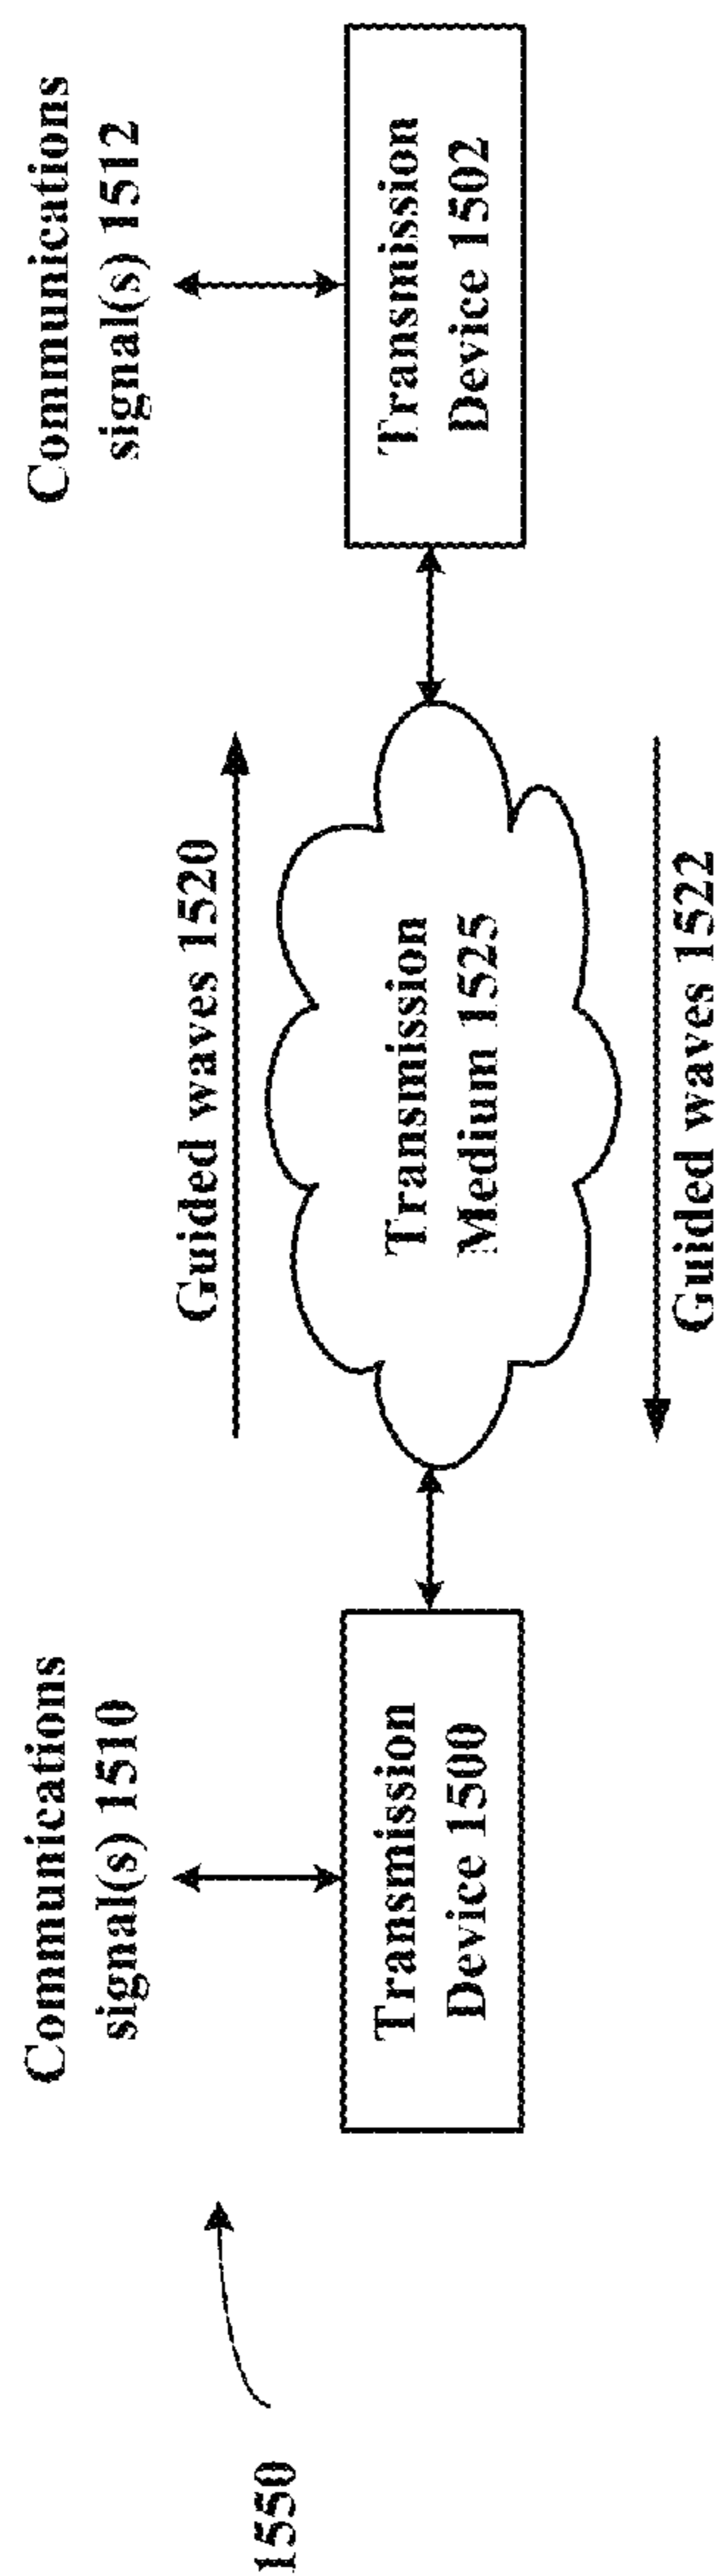 1550
Communications
signal(s) 1510
Transmission
Device 1500
Guided waves 1520
Transmission
Medium 1525
Guided waves 1522
Communications
signal(s) 1512
Transmission
Device 1502